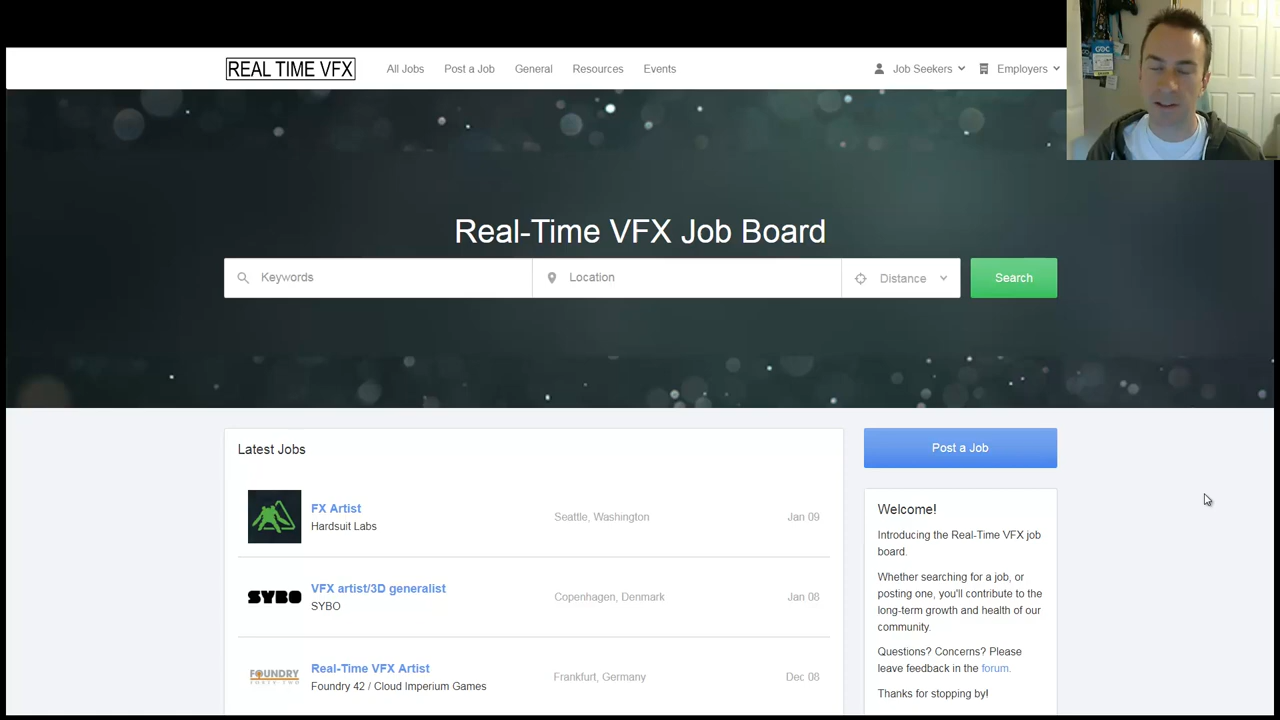 REAL TIME VFX
All Jobs
Post a Job
General
Resources
Events
Job Seekers
Employers
GDC
Real-Time VFX Job Board
Keywords
Location
Distance
Search
Latest Jobs
FX Artist
Hardsuit Labs
Seattle, Washington
Jan 09
SYBO
VFX artist/3D generalist
SYBO
Copenhagen, Denmark
Jan 08
FOUNDRY
Real-Time VFX Artist
Foundry 42 / Cloud Imperium Games
Frankfurt, Germany
Dec 08
Post a Job
Welcome!
Introducing the Real-Time VFX job
board.
Whether searching for a job, or
posting one, you'll contribute to the
long-term growth and health of our
community.
Questions? Concerns? Please
leave feedback in the forum.
Thanks for stopping by!